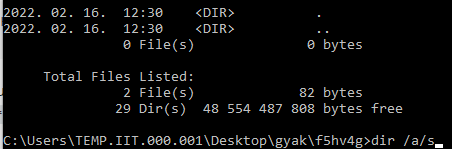 2022. 02. 16.  12:30    <DIR>          .
2022. 02. 16.  12:30    <DIR>          ..
               0 File(s)              0 bytes
     Total Files Listed:
               2 File(s)             82 bytes
              29 Dir(s)  48 554 487 808 bytes free
C:\Users\TEMP.IIT.000.001\Desktop\gyak\f5hv4g>dir /a/s_